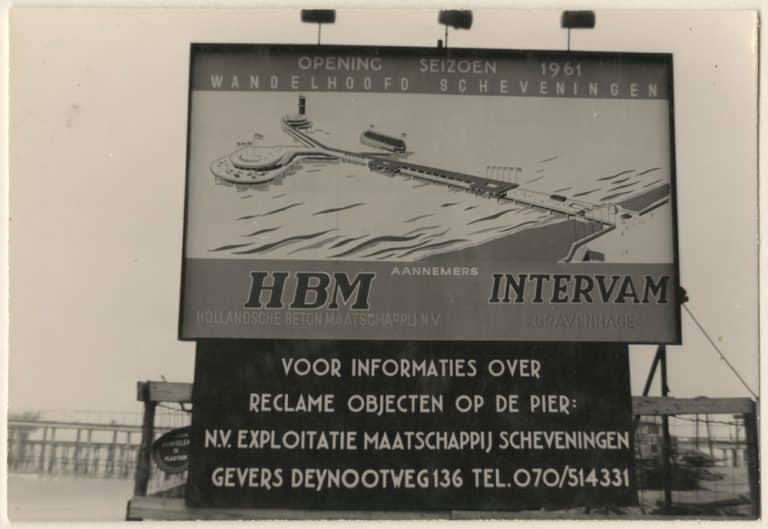 OPENING SEIZOEN 1961
WANDELHOOFD SCHEVENINGEN
AANNEMERS
HBM INTERVAM
HOLLANDSCHE BETON MAATSCHAPPIJ N.V. 'S GRAVENHAGE
VOOR INFORMATIES OVER
RECLAME OBJECTEN OP DE PIER:
N.V. EXPLOITATIE MAATSCHAPPIJ SCHEVENINGEN
GEVERS DEYNOOTWEG 136 TEL. 070/514331